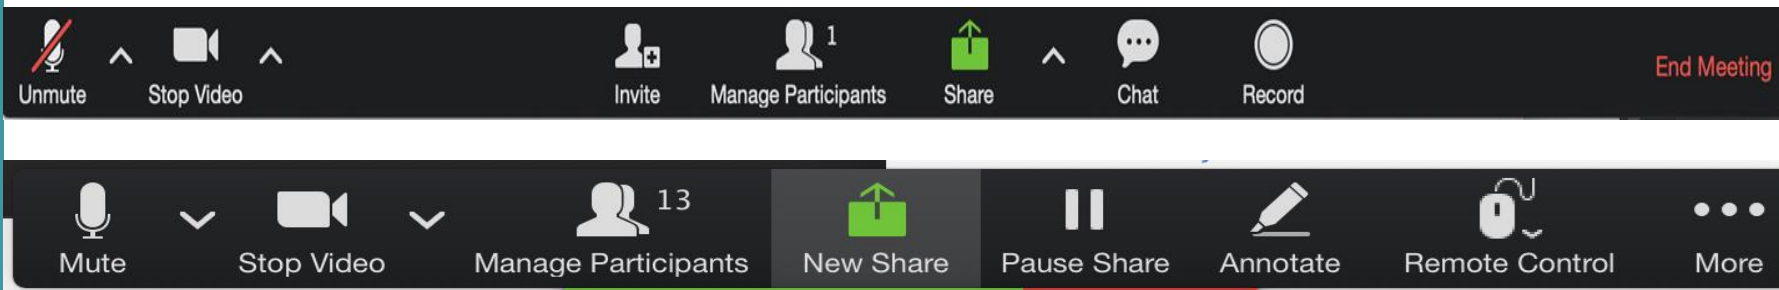 1
Unmute Stop Video Invite Manage Participants Share Chat Record End Meeting
13
Mute Stop Video Manage Participants New Share Pause Share Annotate Remote Control More